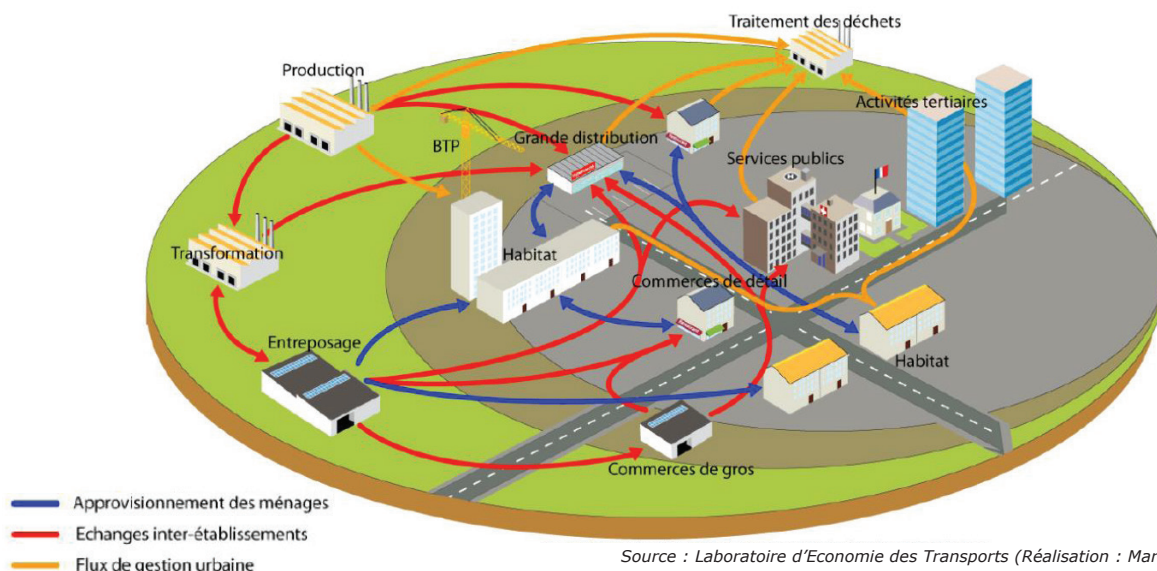 Traitement des déchets
Production
Activités tertiaires
BTP
Grande distribution
Services publics
H
Transformation
Habitat
Commerces de détail
Entreposage
Habitat
Commerces de gros
Approvisionnement des ménages
Echanges inter-établissements
Flux de gestion urbaine
Source : Laboratoire d'Economie des Transports (Réalisation : Mar